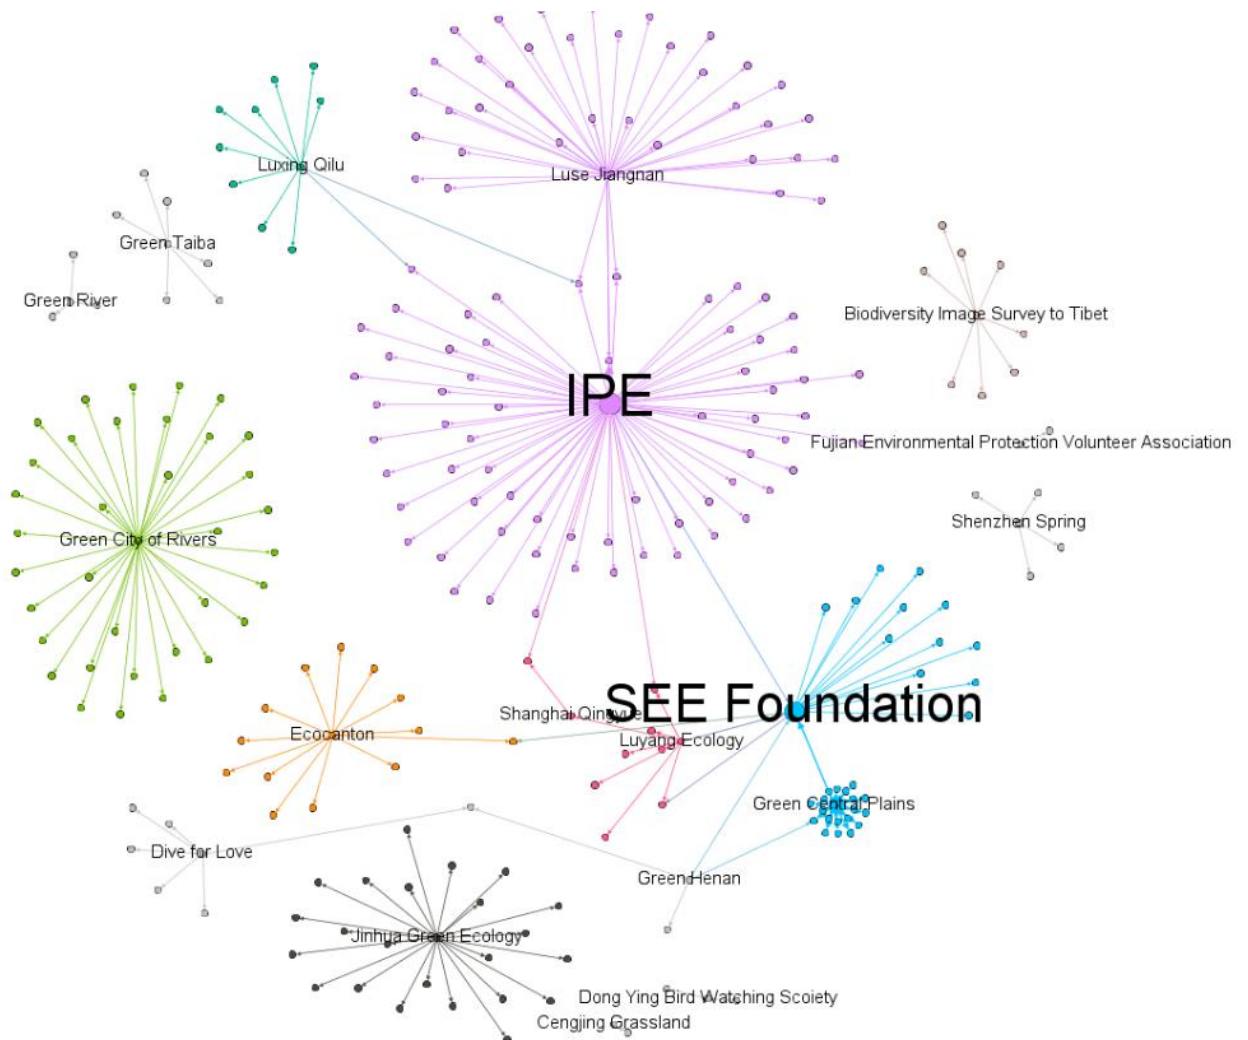 Luxing Qilu
Luse Jiangnan
Green Taiba
Green River
Biodiversity Image Survey to Tibet
IPE
Fujian Environmental Protection Volunteer Association
Shenzhen Spring
Green City of Rivers
SEE Foundation
Shanghai Qingyue
Ecocanton
Luyang Ecology
Green Central Plains
Dive for Love
Green Henan
Jinhua Green Ecology
Dong Ying Bird Watching Scoiety
Cengjing Grassland